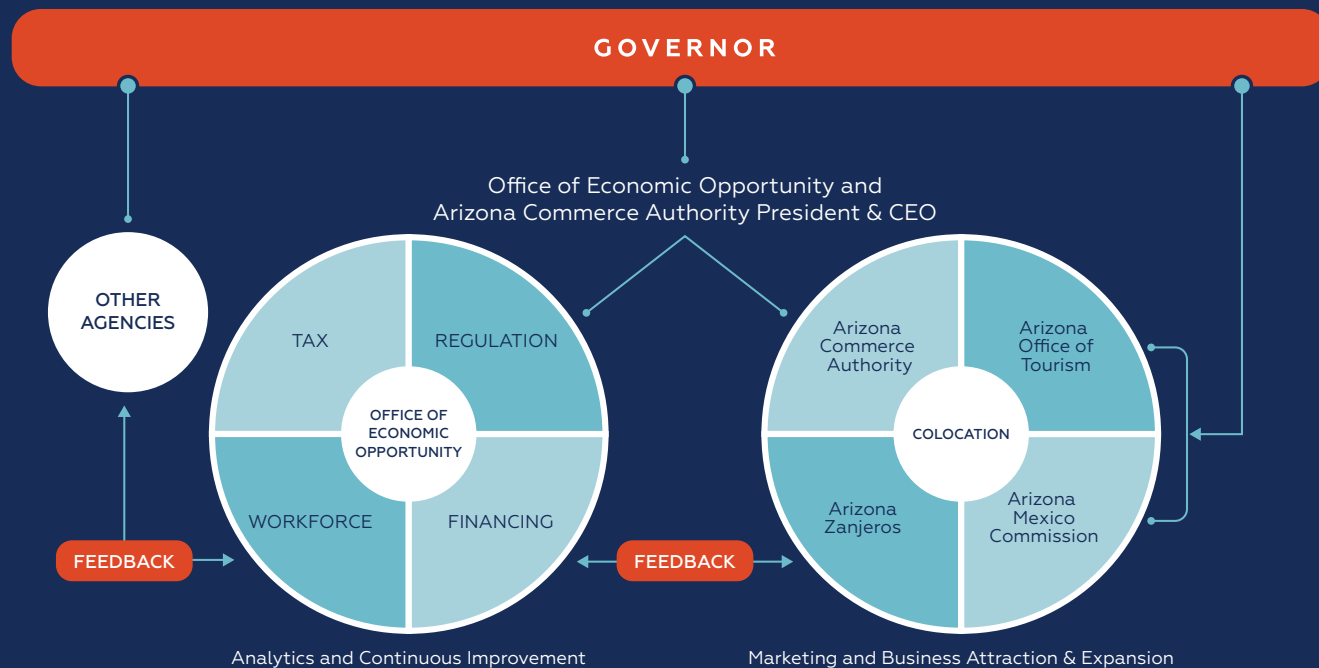 GOVERNOR
Office of Economic Opportunity and
Arizona Commerce Authority President & CEO
OTHER
AGENCIES
TAX
REGULATION
OFFICE OF
ECONOMIC
OPPORTUNITY
WORKFORCE
FINANCING
Arizona
Commerce
Authority
Arizona
Office of
Tourism
COLOCATION
Arizona
Zanjeros
Arizona
Mexico
Commission
FEEDBACK
FEEDBACK
Analytics and Continuous Improvement
Marketing and Business Attraction & Expansion